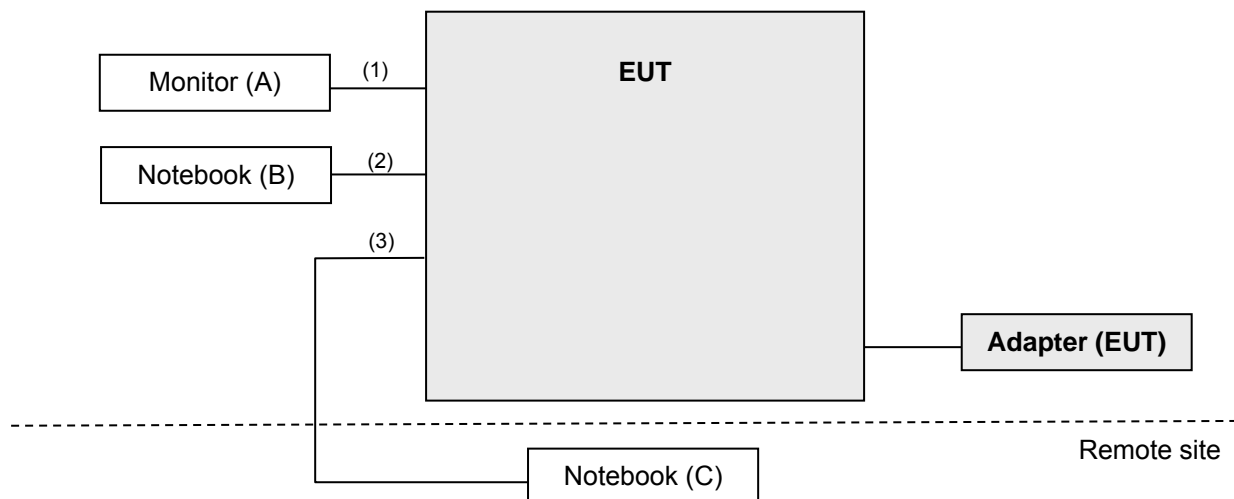 EUT
Monitor (A)
(1)
Notebook (B)
(2)
(3)
Adapter (EUT)
Remote site
Notebook (C)